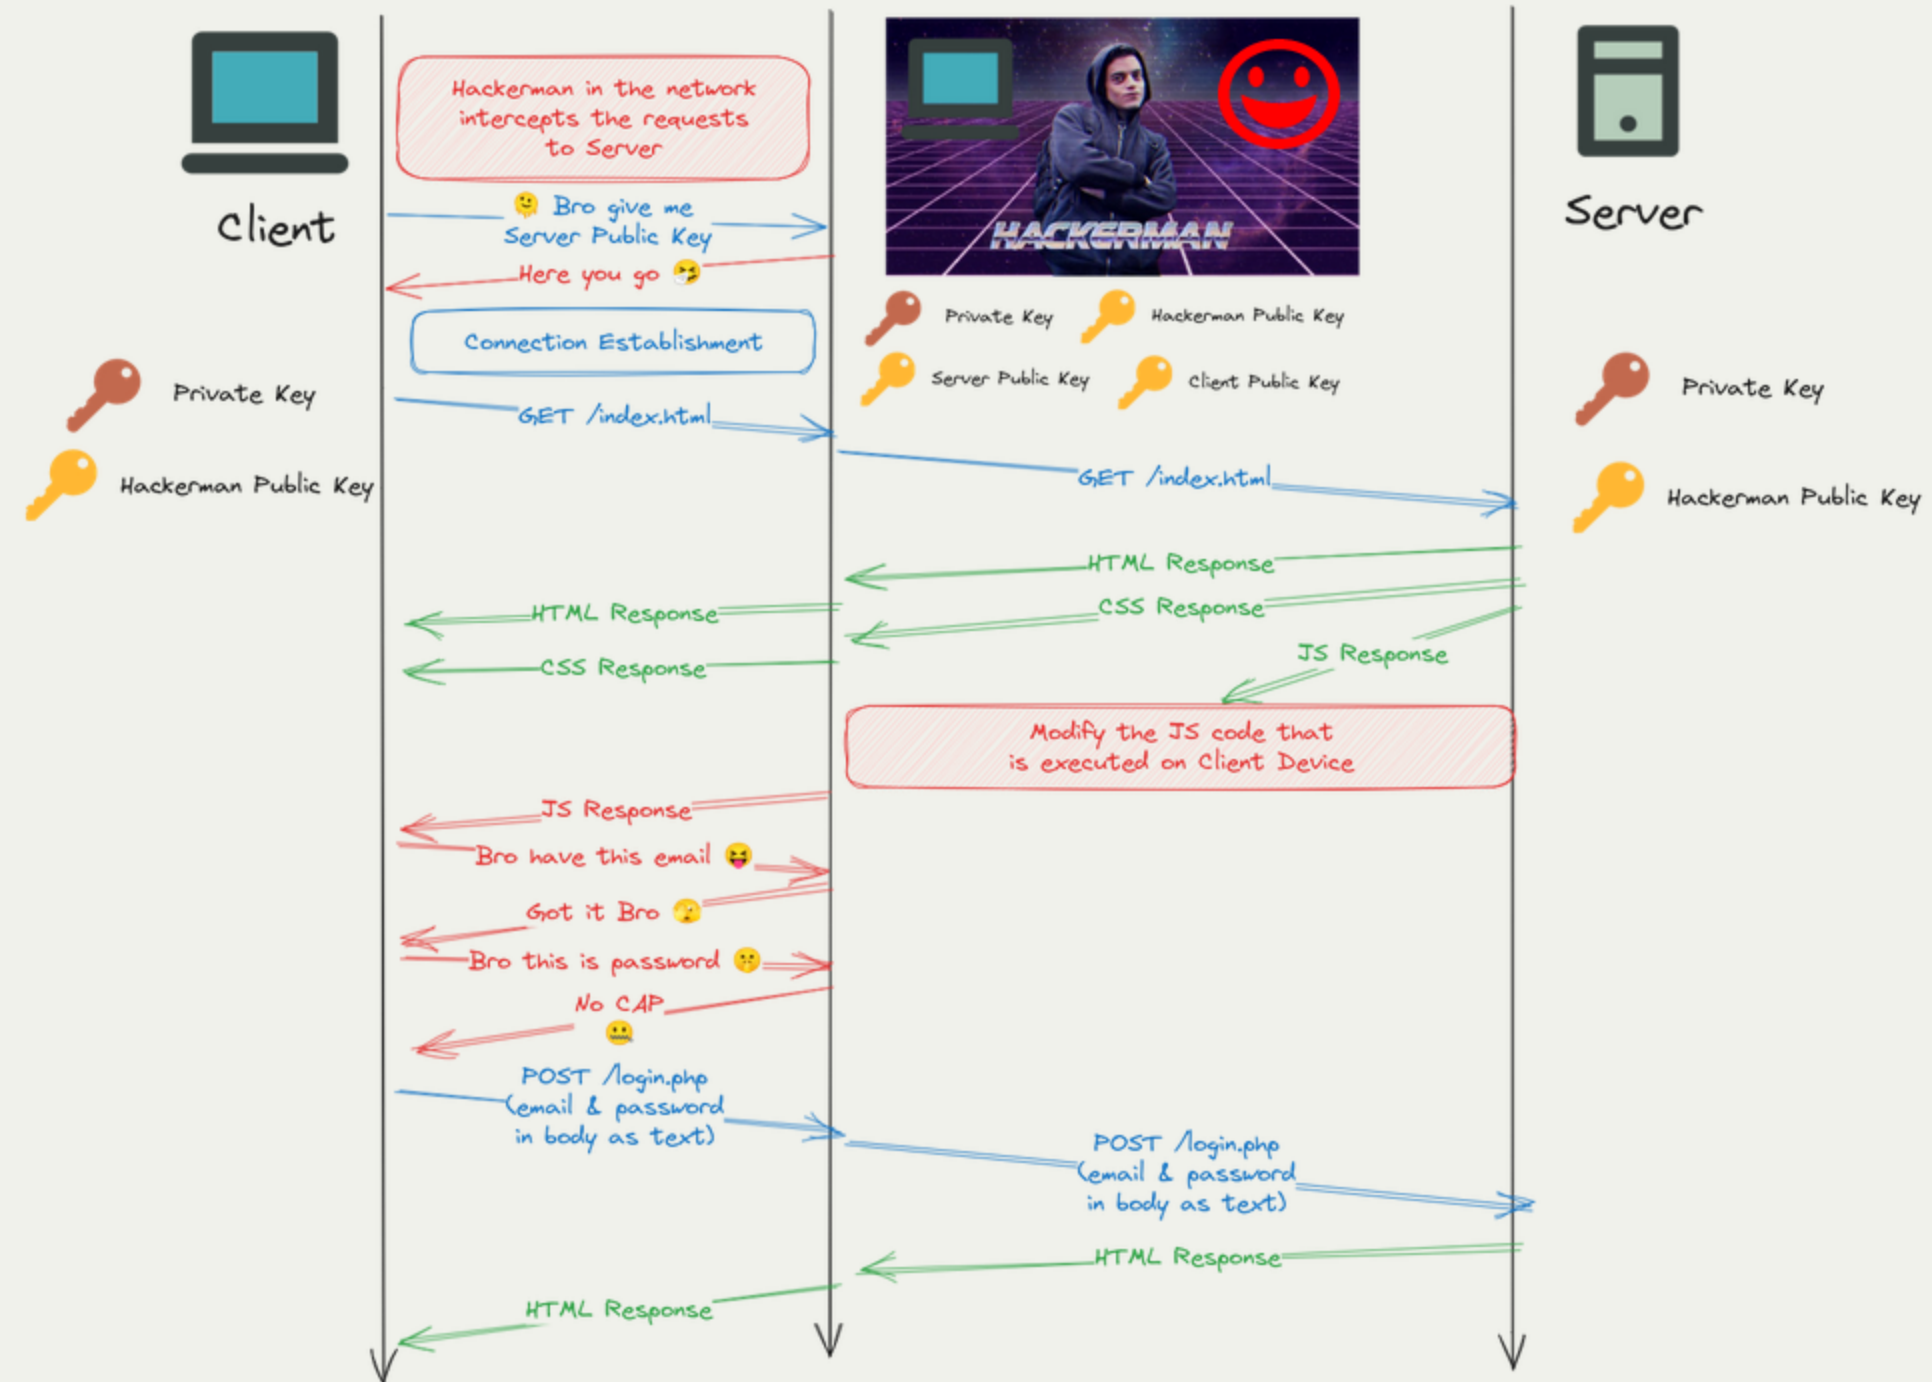 Hackerman in the network
intercepts the requests
to Server
Client
Bro give me
Server Public Key
Here you go
HACKERMAN
Server
Connection Establishment
Private Key
Hackerman Public Key
Server Public Key
Client Public Key
Private Key
Hackerman Public Key
Private Key
Hackerman Public Key
GET /index.html
GET /index.html
HTML Response
CSS Response
HTML Response
JS Response
CSS Response
Modify the JS code that
is executed on Client Device
JS Response
Bro have this email
Got it Bro
Bro this is password
No CAP
POST /login.php
(email & password
in body as text)
POST /login.php
(email & password
in body as text)
HTML Response
HTML Response